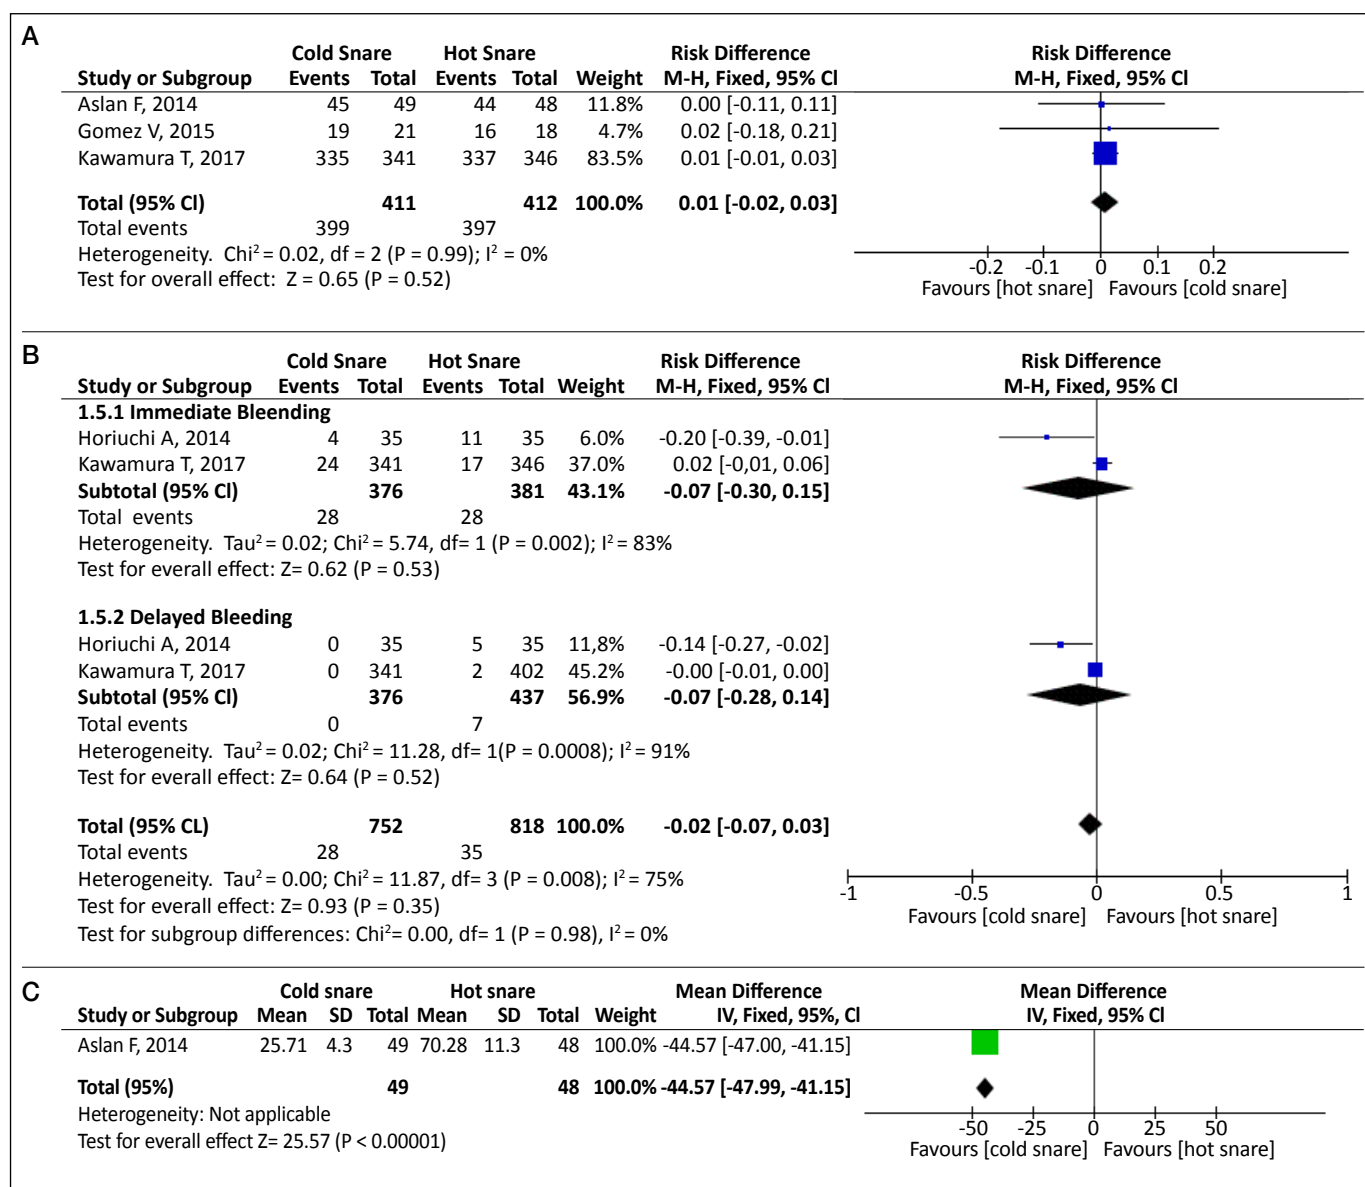 A
Cold Snare Hot Snare Risk Difference Risk Difference
Study or Subgroup Events Total Events Total Weight M-H, Fixed, 95% Cl M-H, Fixed, 95% Cl
Aslan F, 2014 45 49 44 48 11.8% 0.00 [-0.11, 0.11]
Gomez V, 2015 19 21 16 18 4.7% 0.02 [-0.18, 0.21]
Kawamura T, 2017 335 341 337 346 83.5% 0.01 [-0.01, 0.03]
Total (95% Cl) 411 412 100.0% 0.01 [-0.02, 0.03]
Total events 399 397
Heterogeneity. Chi² = 0.02, df = 2 (P = 0.99); I² = 0%
Test for overall effect: Z = 0.65 (P = 0.52)
-0.2 -0.1 0 0.1 0.2
Favours [hot snare] Favours [cold snare]
B
Cold Snare Hot Snare Risk Difference Risk Difference
Study or Subgroup Events Total Events Total Weight M-H, Fixed, 95% Cl M-H, Fixed, 95% Cl
1.5.1 Immediate Bleending
Horiuchi A, 2014 4 35 11 35 6.0% -0.20 [-0.39, -0.01]
Kawamura T, 2017 24 341 17 346 37.0% 0.02 [-0,01, 0.06]
Subtotal (95% Cl) 376 381 43.1% -0.07 [-0.30, 0.15]
Total events 28 28
Heterogeneity. Tau² = 0.02; Chi² = 5.74, df= 1 (P = 0.002); I² = 83%
Test for everall effect: Z= 0.62 (P = 0.53)
1.5.2 Delayed Bleeding
Horiuchi A, 2014 0 35 5 35 11,8% -0.14 [-0.27, -0.02]
Kawamura T, 2017 0 341 2 402 45.2% -0.00 [-0.01, 0.00]
Subtotal (95% Cl) 376 437 56.9% -0.07 [-0.28, 0.14]
Total events 0 7
Heterogeneity. Tau² = 0.02; Chi² = 11.28, df= 1(P = 0.0008); I² = 91%
Test for everall effect: Z= 0.64 (P = 0.52)
Total (95% CL) 752 818 100.0% -0.02 [-0.07, 0.03]
Total events 28 35
Heterogeneity. Tau² = 0.00; Chi² = 11.87, df= 3 (P = 0.008); I² = 75%
Test for everall effect: Z= 0.93 (P = 0.35)
Test for subgroup differences: Chi²= 0.00, df= 1 (P = 0.98), I² = 0%
-1 -0.5 0 0.5 1
Favours [cold snare] Favours [hot snare]
C
Cold snare Hot snare Mean Difference Mean Difference
Study or Subgroup Mean SD Total Mean SD Total Weight IV, Fixed, 95%, Cl IV, Fixed, 95% Cl
Aslan F, 2014 25.71 4.3 49 70.28 11.3 48 100.0% -44.57 [-47.00, -41.15]
Total (95%) 49 48 100.0% -44.57 [-47.99, -41.15]
Heterogeneity: Not applicable
Test for everall effect Z= 25.57 (P < 0.00001)
-50 -25 0 25 50
Favours [cold snare] Favours [hot snare]